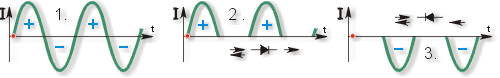 I 1. t
+ +
− −
I 2. t
+ +
I t
− −
3.